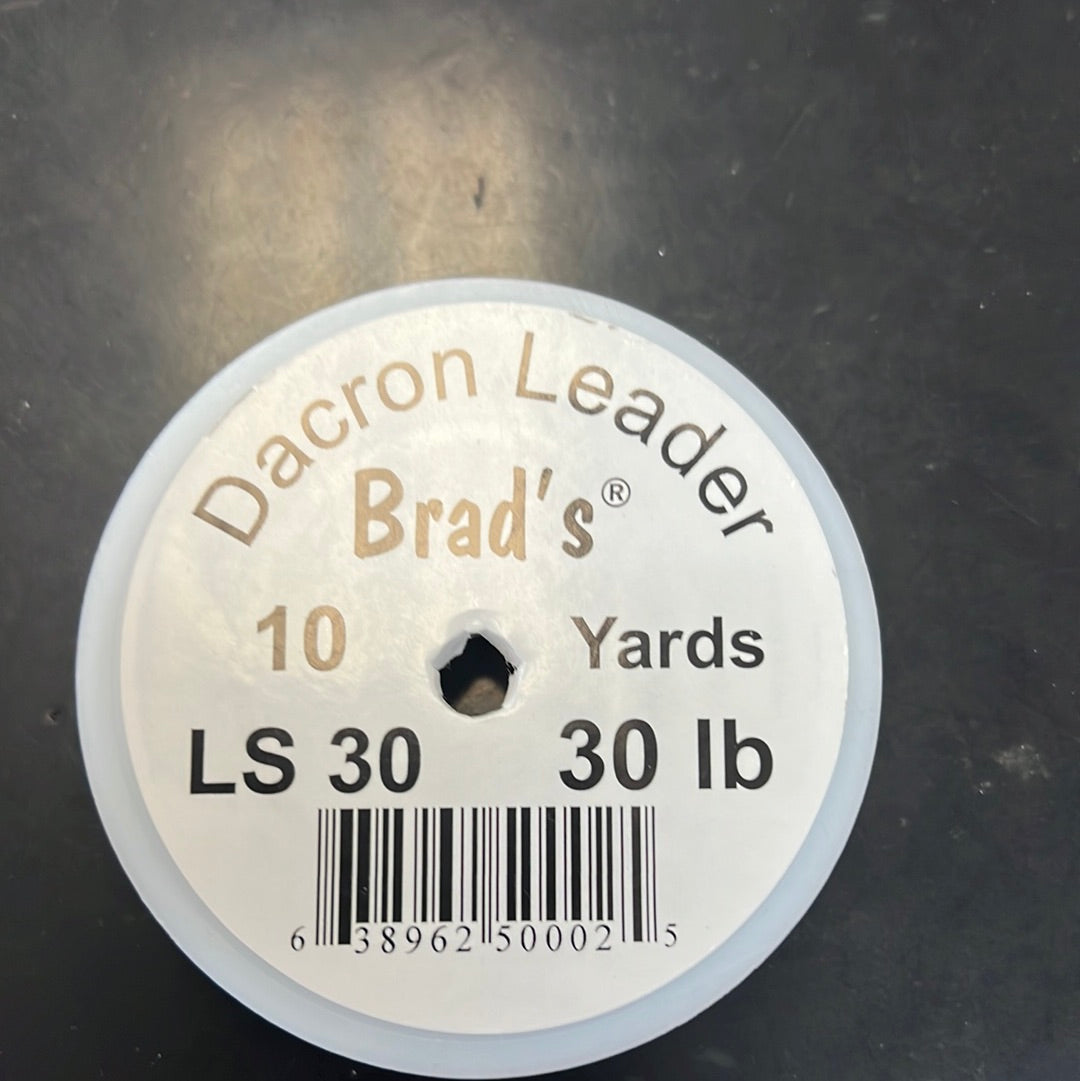 Dacron Leader
Brad's®
10 Yards
LS 30 30 lb
6 38962 50002 5